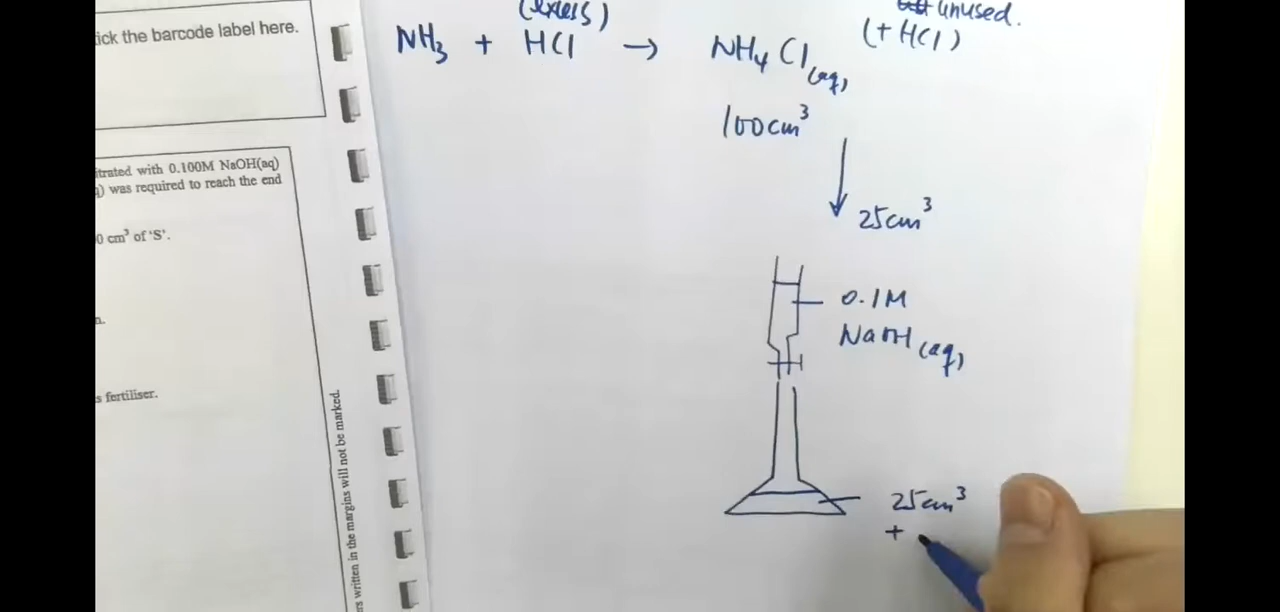 ick the barcode label here.
itrated with 0.100M NaOH(aq)
) was required to reach the end
0 cm³ of 'S'.
n.
s fertiliser.
rs written in the margins will not be marked.
(excess)
unused.
NH₃ + HCl → NH₄Cl(aq) (+ HCl)
100cm³
25cm³
0.1M
NaOH(aq)
25cm³
+